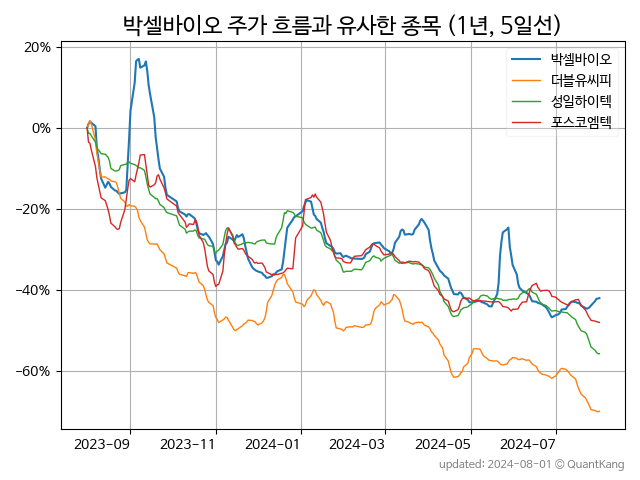 박셀바이오 주가 흐름과 유사한 종목 (1년, 5일선)
박셀바이오
더블유씨피
성일하이텍
포스코엠텍
20%
0%
−20%
−40%
−60%
2023-09 2023-11 2024-01 2024-03 2024-05 2024-07
updated: 2024-08-01 © QuantKang